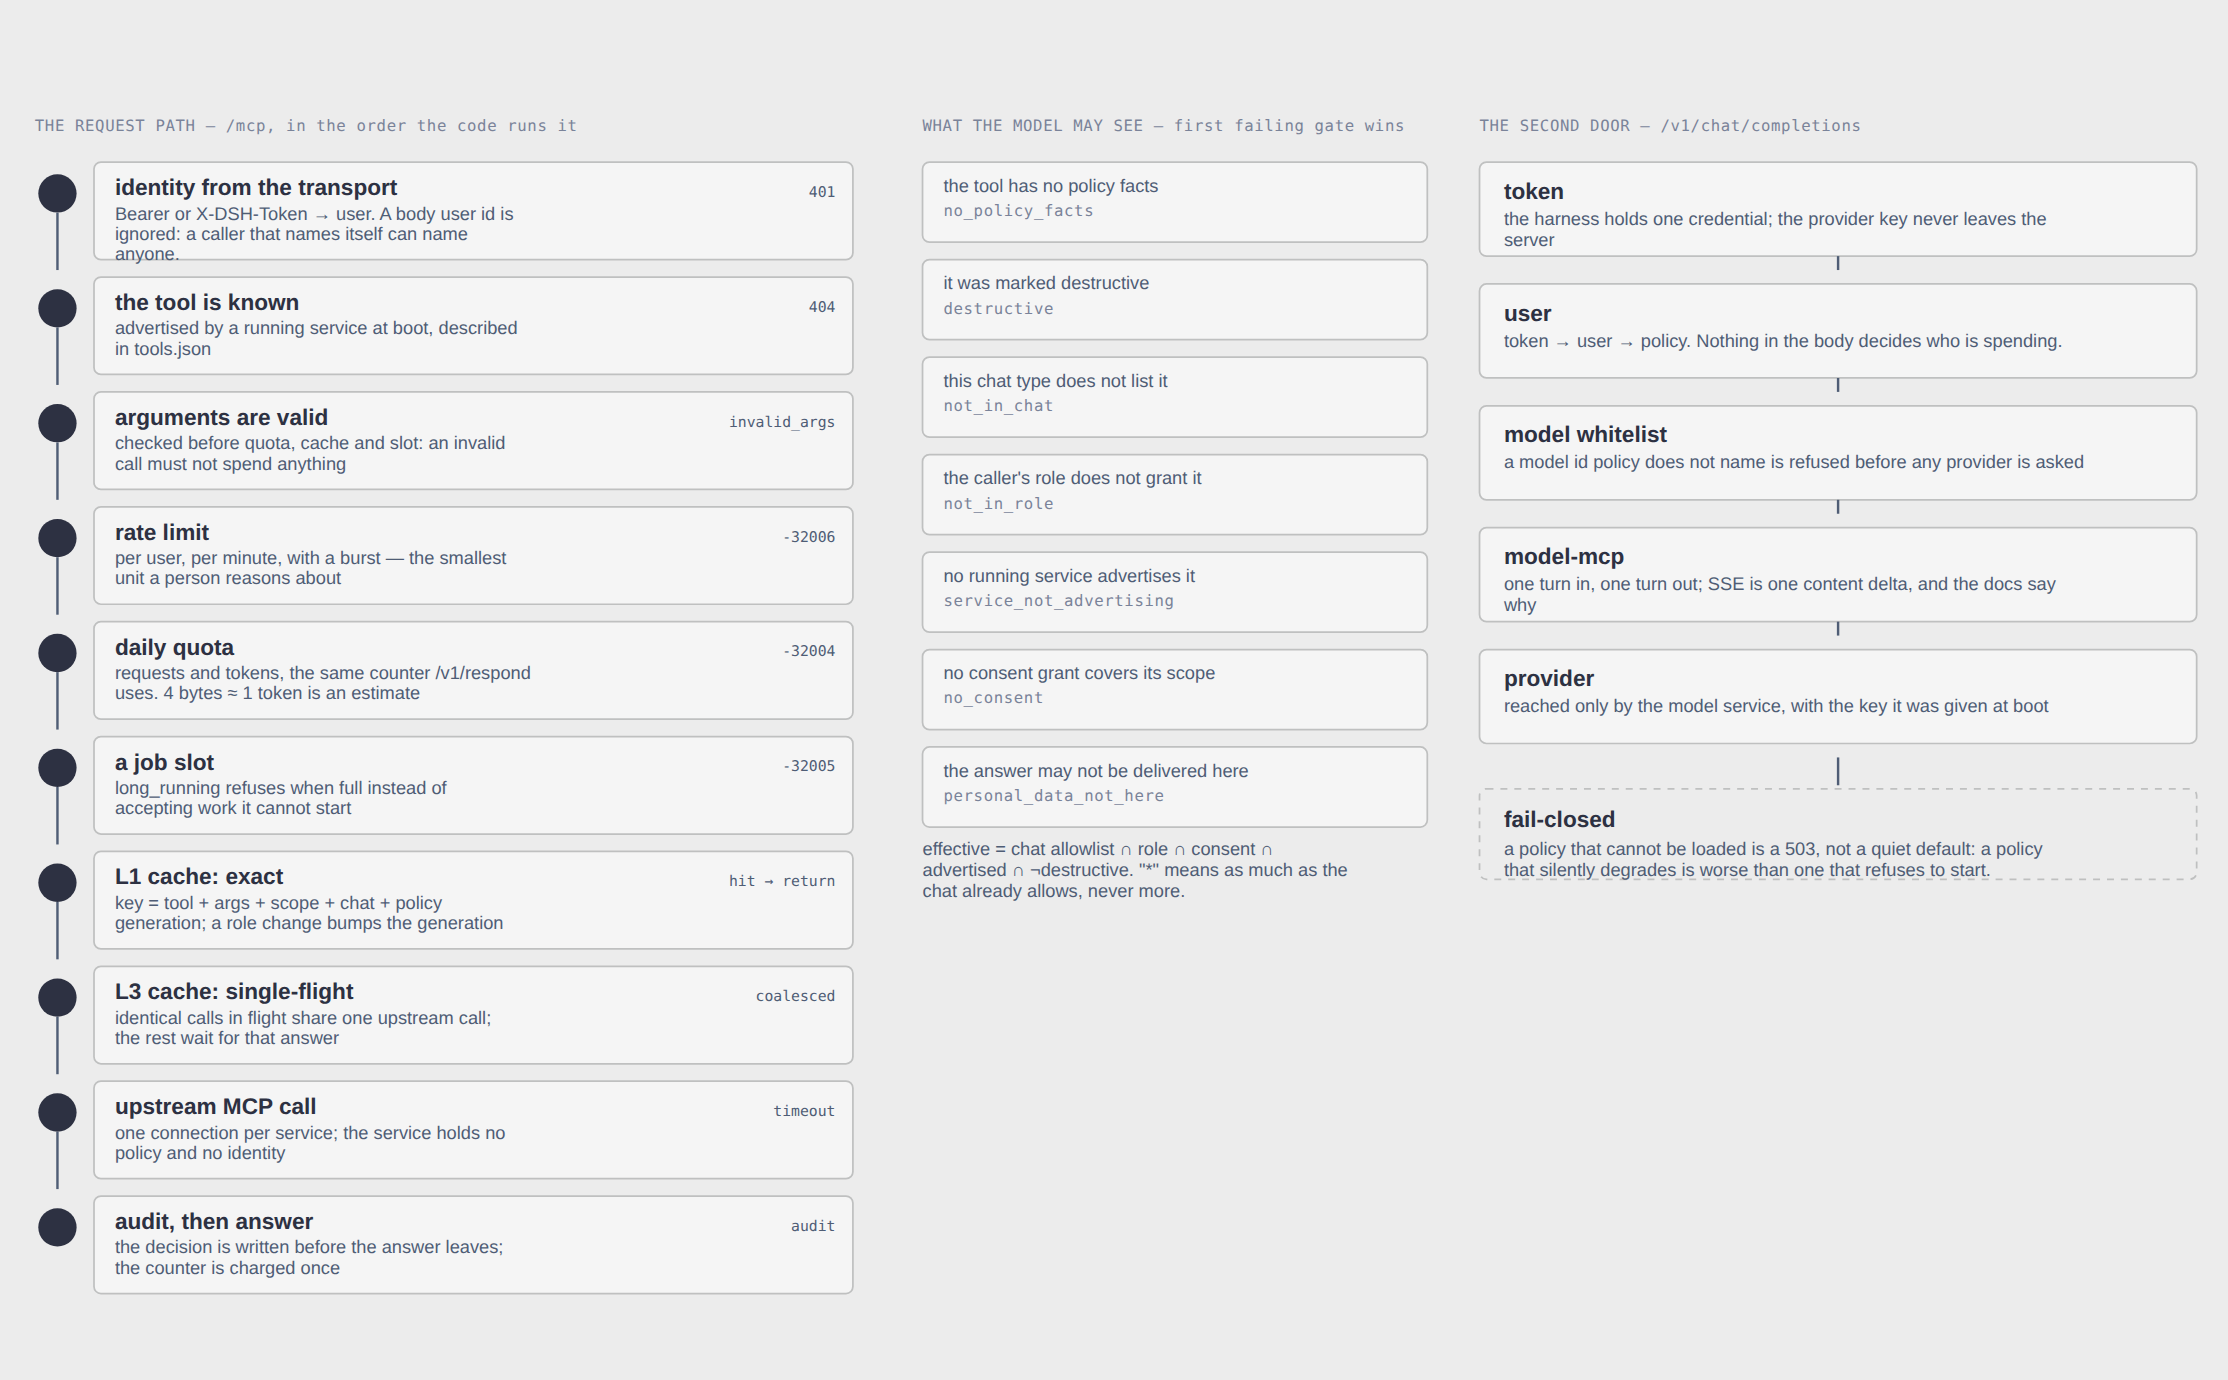 THE REQUEST PATH — /mcp, in the order the code runs it
identity from the transport
401
Bearer or X-DSH-Token → user. A body user id is
ignored: a caller that names itself can name
anyone.
the tool is known
404
advertised by a running service at boot, described
in tools.json
arguments are valid
invalid_args
checked before quota, cache and slot: an invalid
call must not spend anything
rate limit
-32006
per user, per minute, with a burst — the smallest
unit a person reasons about
daily quota
-32004
requests and tokens, the same counter /v1/respond
uses. 4 bytes ≈ 1 token is an estimate
a job slot
-32005
long_running refuses when full instead of
accepting work it cannot start
L1 cache: exact
hit → return
key = tool + args + scope + chat + policy
generation; a role change bumps the generation
L3 cache: single-flight
coalesced
identical calls in flight share one upstream call;
the rest wait for that answer
upstream MCP call
timeout
one connection per service; the service holds no
policy and no identity
audit, then answer
audit
the decision is written before the answer leaves;
the counter is charged once
WHAT THE MODEL MAY SEE — first failing gate wins
the tool has no policy facts
no_policy_facts
it was marked destructive
destructive
this chat type does not list it
not_in_chat
the caller's role does not grant it
not_in_role
no running service advertises it
service_not_advertising
no consent grant covers its scope
no_consent
the answer may not be delivered here
personal_data_not_here
effective = chat allowlist ∩ role ∩ consent ∩
advertised ∩ ¬destructive. "*" means as much as the
chat already allows, never more.
THE SECOND DOOR — /v1/chat/completions
token
the harness holds one credential; the provider key never leaves the
server
user
token → user → policy. Nothing in the body decides who is spending.
model whitelist
a model id policy does not name is refused before any provider is asked
model-mcp
one turn in, one turn out; SSE is one content delta, and the docs say
why
provider
reached only by the model service, with the key it was given at boot
fail-closed
a policy that cannot be loaded is a 503, not a quiet default: a policy
that silently degrades is worse than one that refuses to start.